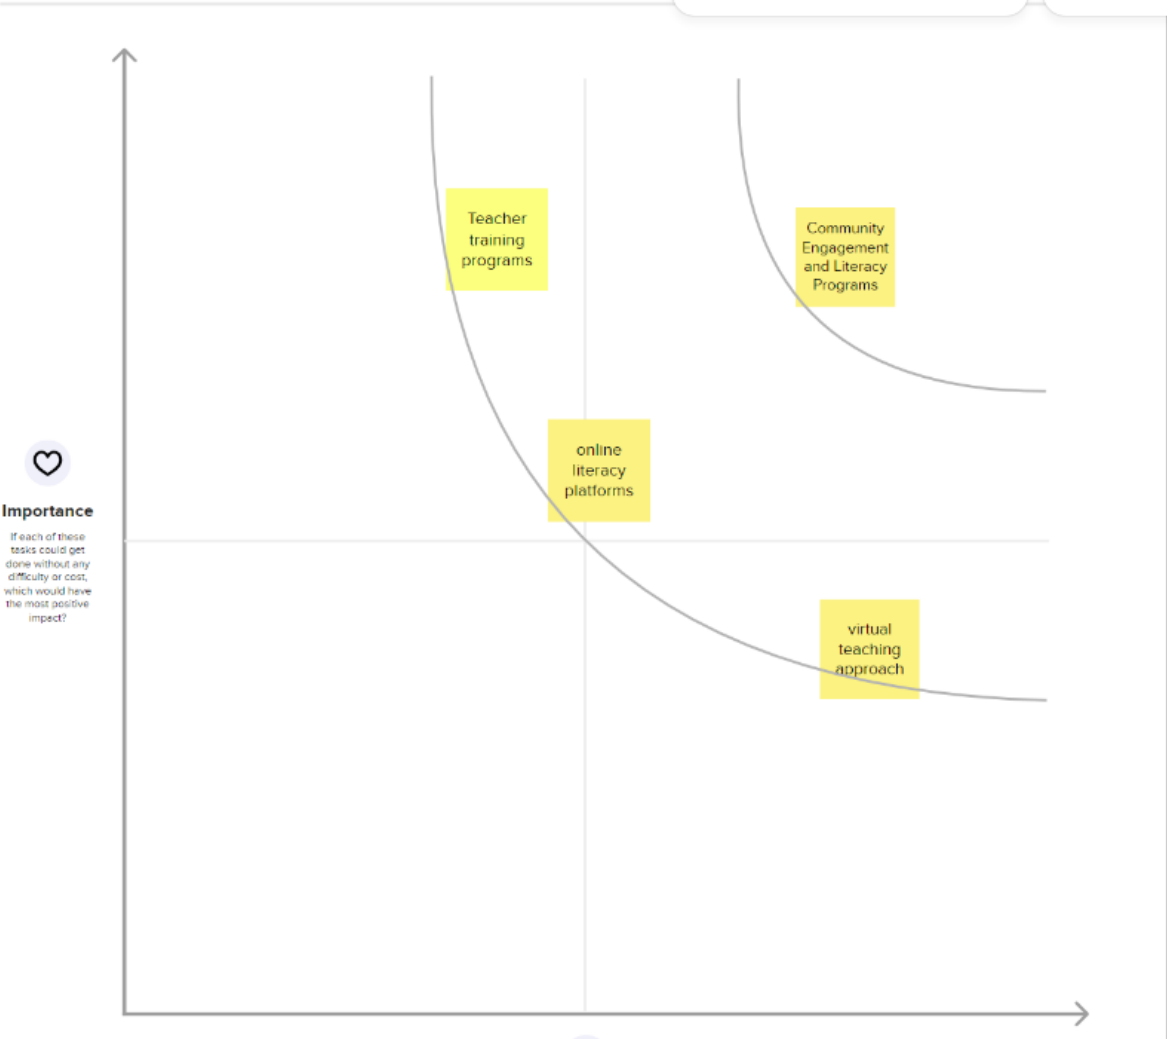 Teacher
training
programs
Community
Engagement
and Literacy
Programs
online
literacy
platforms
Importance
If each of these
tasks could get
done without any
difficulty or cost,
which would have
the most positive
impact?
virtual
teaching
approach